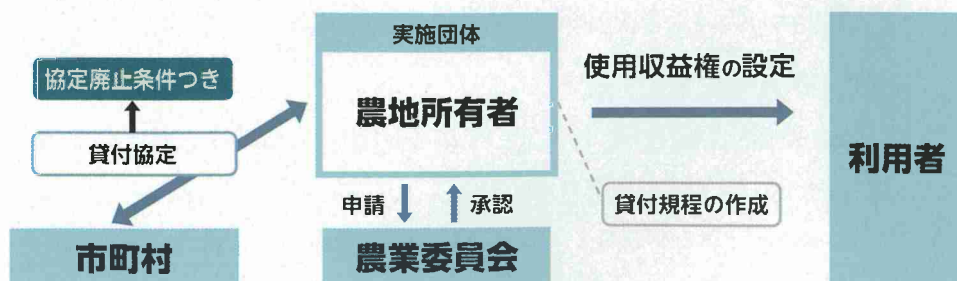 実施団体
農地所有者
協定廃止条件つき
貸付協定
使用収益権の設定
利用者
申請
承認
貸付規程の作成
市町村
農業委員会